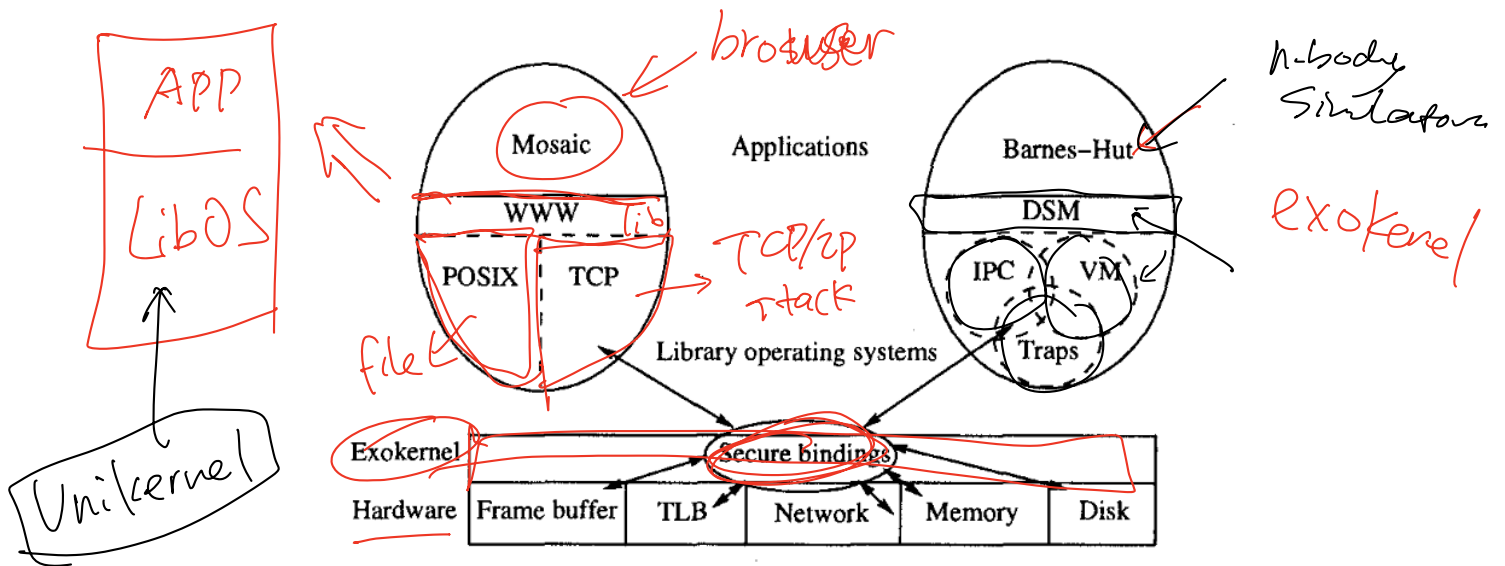 browser
n-body
APP
Mosaic
Applications
Barnes-Hut
WWW
lib
DSM
exokernel
LibOS
POSIX
TCP
TCP/IP
stack
IPC
VM
file
Library operating systems
Traps
Unikernel
Exokernel
Secure bindings
Hardware
Frame buffer
TLB
Network
Memory
Disk